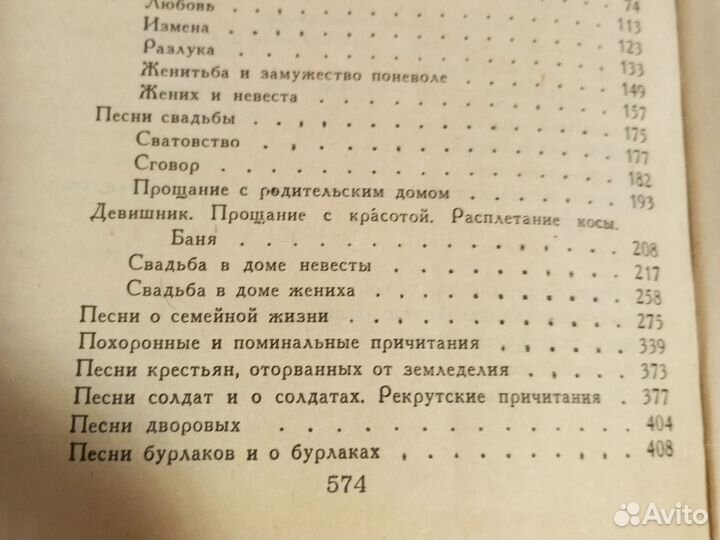 74
Любовь . . . . . . . . . 113
Измена . . . . . . . . . 123
Разлука . . . . . . . . . 133
Женитьба и замужество поневоле . . . . 149
Жених и невеста . . . . . . . . 157
Песни свадьбы . . . . . . . . . 175
Сватовство . . . . . . . . . 177
Сговор . . . . . . . . . . 182
Прощание с родительским домом . . . . 193
Девишник. Прощание с крáсотой. Расплетание косы.
Баня . . . . . . . . . . 208
Свадьба в доме невесты . . . . . . 217
Свадьба в доме жениха . . . . . . 258
Песни о семейной жизни . . . . . . . 275
Похоронные и поминальные причитания . . . . 339
Песни крестьян, оторванных от земледелия . . . . 373
Песни солдат и о солдатах. Рекрутские причитания . 377
Песни дворовых . . . . . . . . . 404
Песни бурлаков и о бурлаках . . . . . . . 408
574
Avito